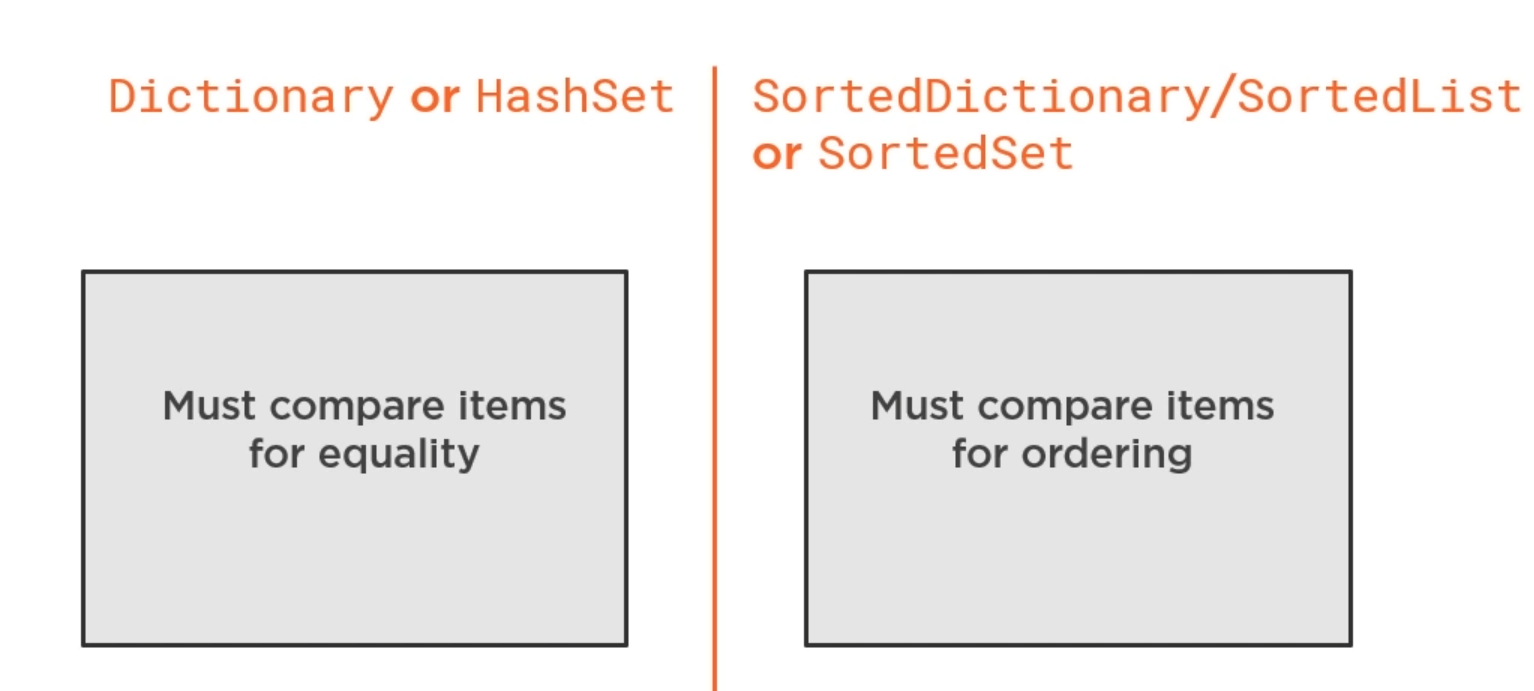 Dictionary or HashSet
SortedDictionary/SortedList
or SortedSet
Must compare items
for equality
Must compare items
for ordering